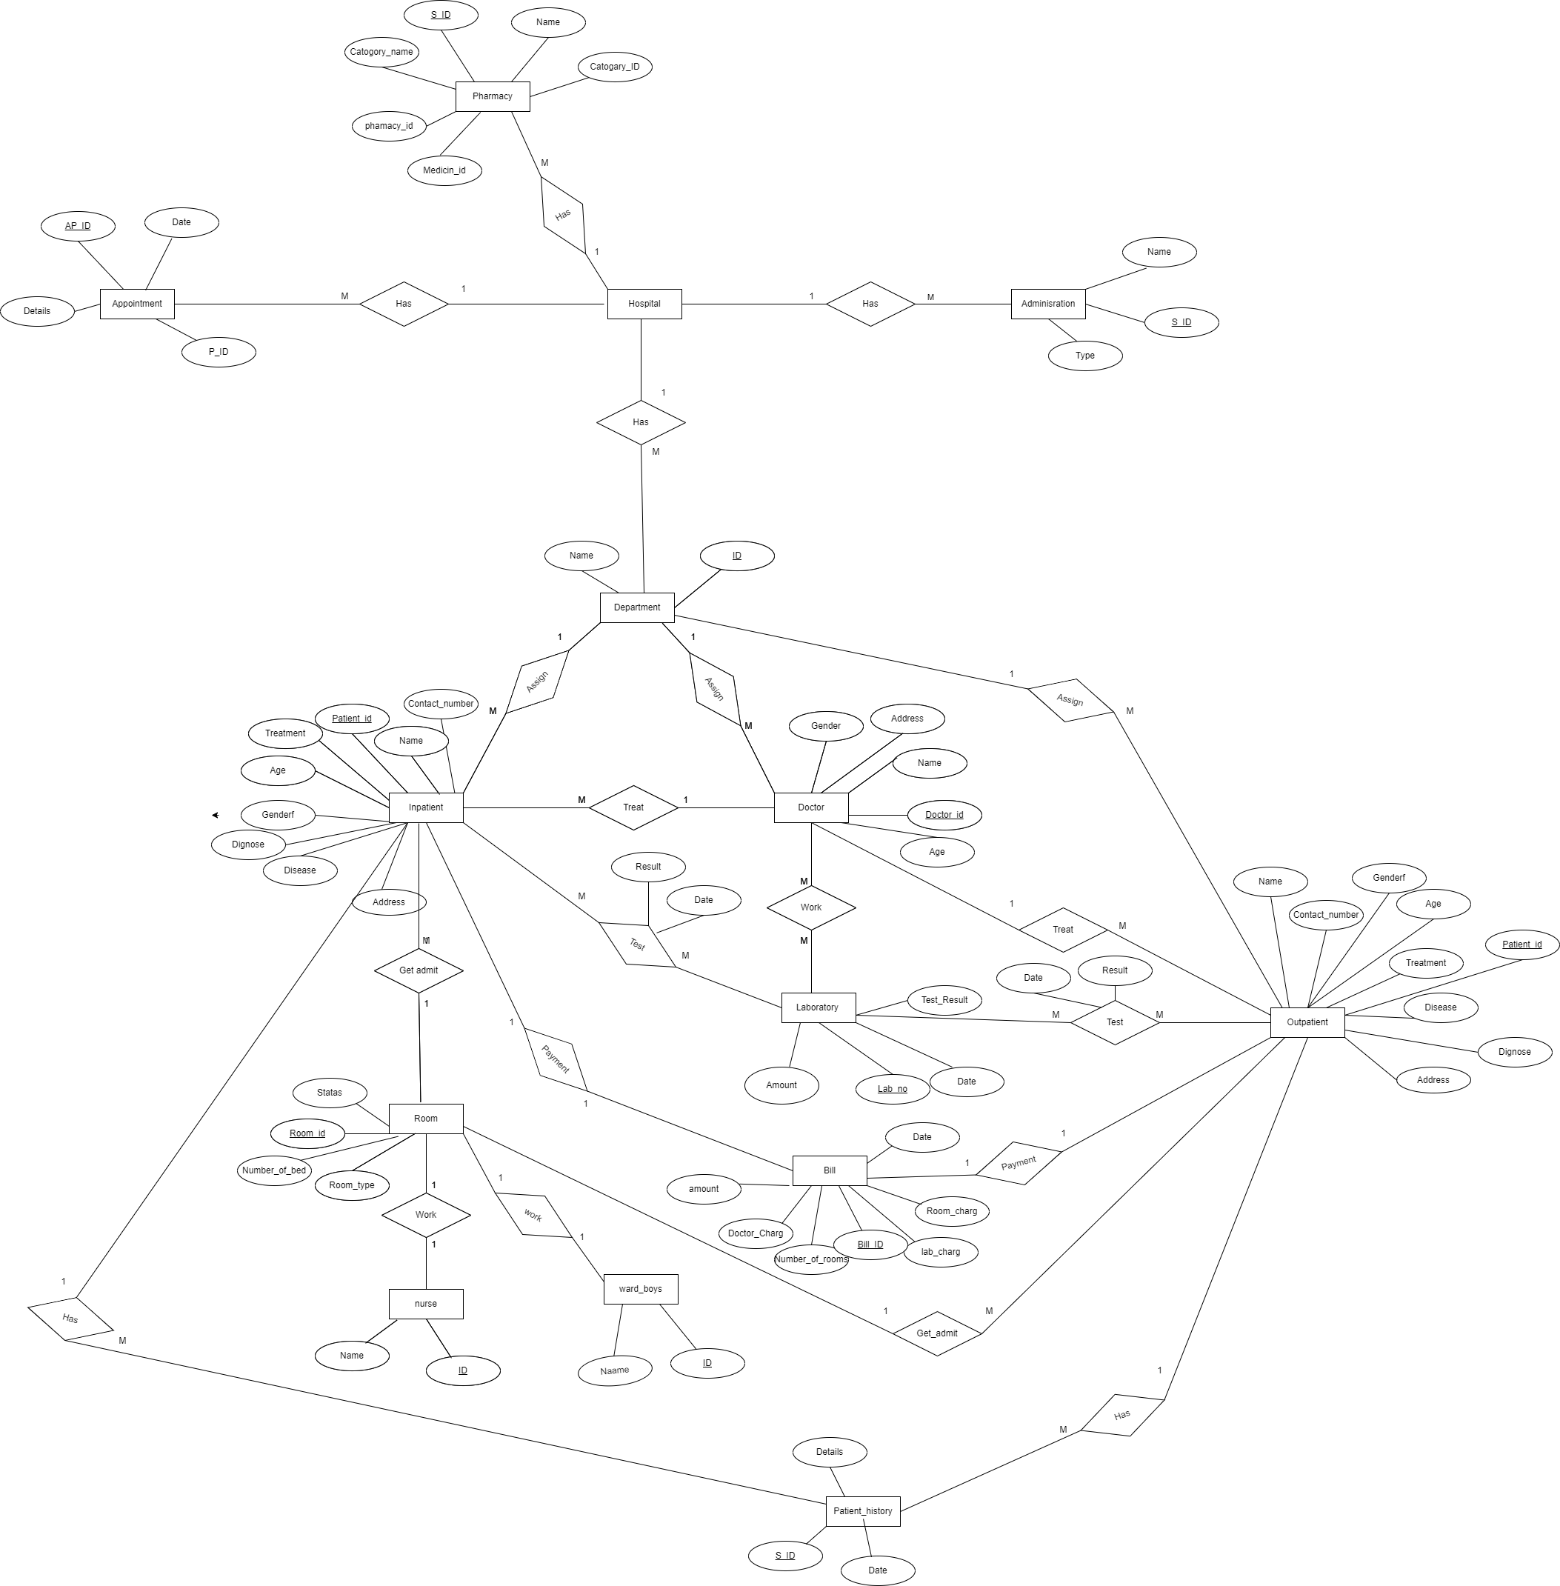 S_ID
Name
Catogory_name
Catogary_ID
Pharmacy
phamacy_id
Medicin_id
M
Has
1
AP_ID
Date
Details
Appointment
P_ID
M
Has
1
Hospital
1
Has
M
Adminisration
Name
S_ID
Type
1
Has
M
Name
ID
Department
1
Assign
M
1
Assign
M
1
Assign
M
Contact_number
Patient_id
Name
Treatment
Age
Genderf
Dignose
Disease
Address
Inpatient
M
Treat
1
Doctor
Gender
Address
Name
Doctor_id
Age
M
Work
M
Result
Date
M
Test
M
1
Treat
M
Laboratory
Test_Result
Amount
Lab_no
Date
Date
Result
M
Test
M
Name
Contact_number
Genderf
Age
Treatment
Patient_id
Disease
Dignose
Address
Outpatient
Get admit
1
1
Payment
1
Statas
Room_id
Number_of_bed
Room_type
Room
1
Work
1
1
work
1
nurse
Name
ID
ward_boys
Naame
ID
Date
Bill
amount
Doctor_Charg
Number_of_rooms
Bill_ID
lab_charg
Room_charg
1
Payment
1
1
Get_admit
M
1
Has
M
1
Has
M
Details
Patient_history
S_ID
Date